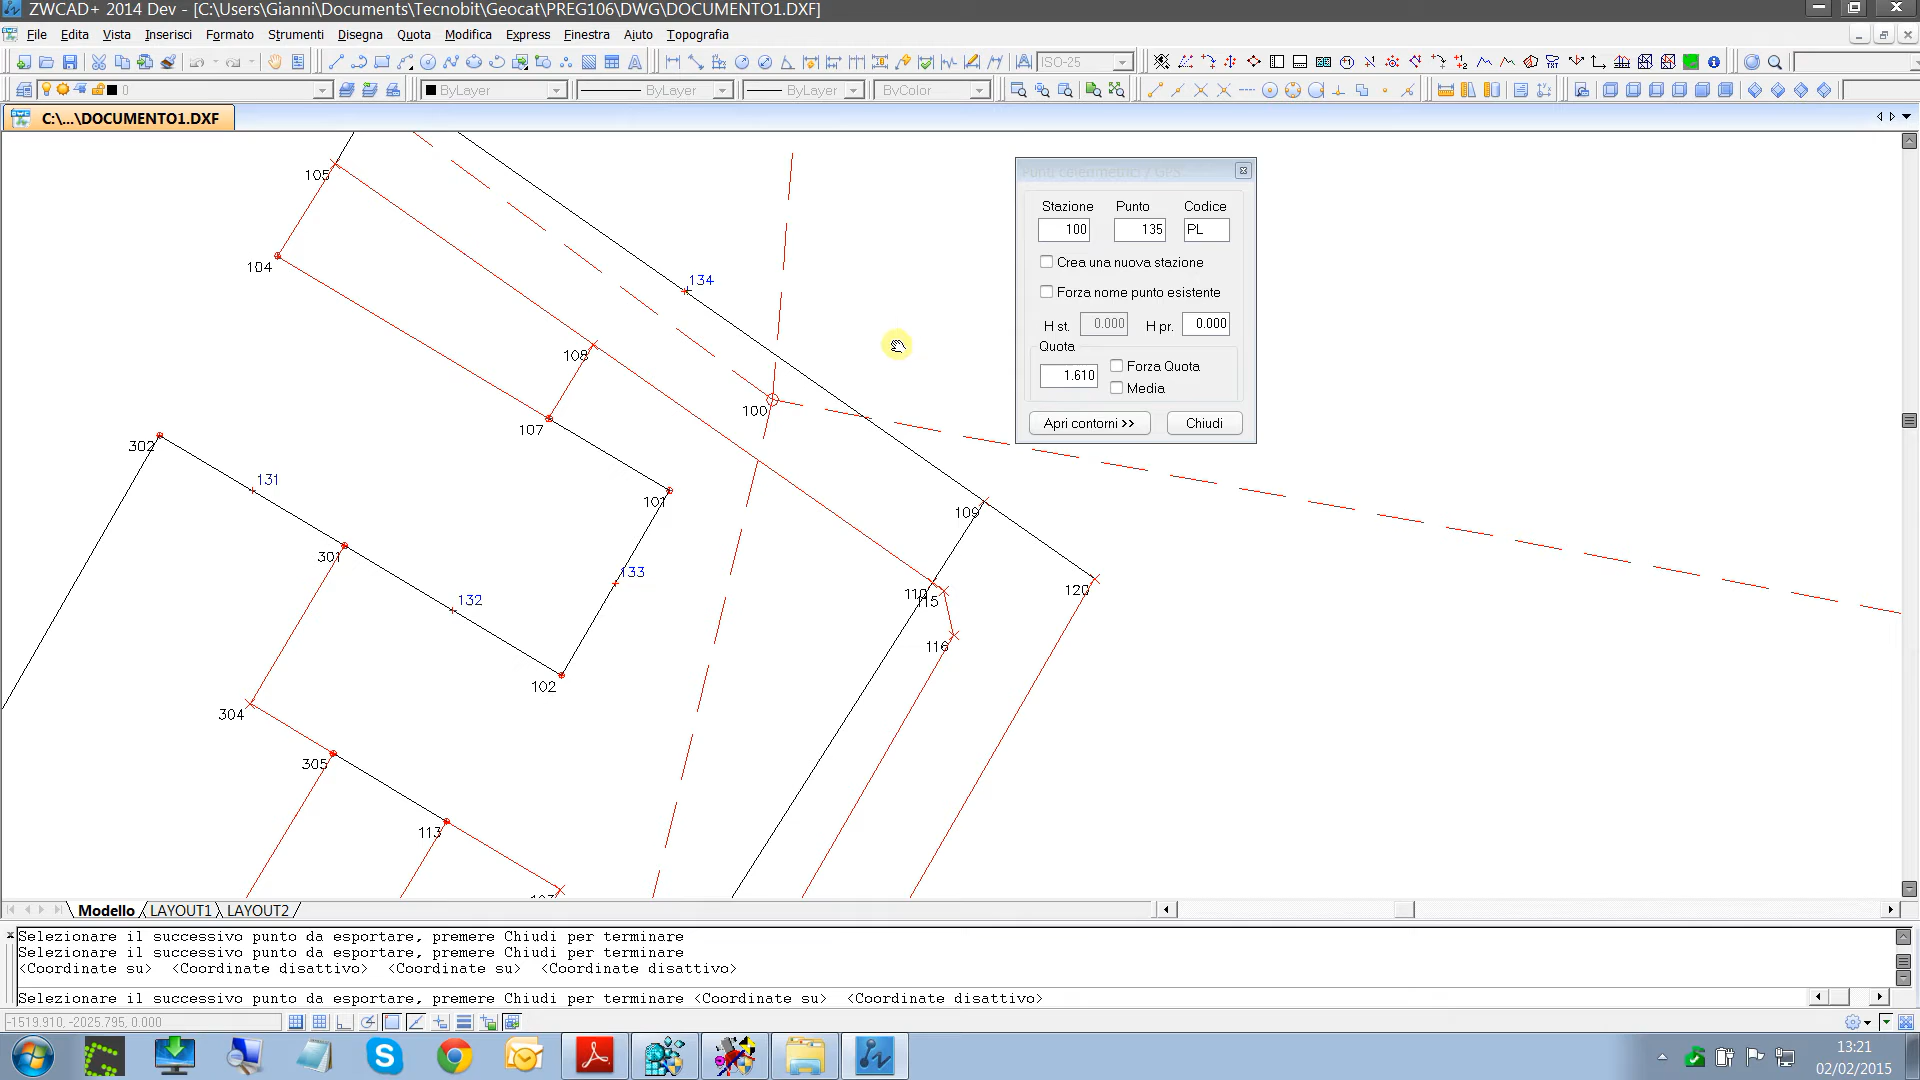 ZWCAD+ 2014 Dev - [C:\Users\Gianni\Documents\Tecnobit\Geocat\PREG106\DWG\DOCUMENTO1.DXF]
File Edita Vista Inserisci Formato Strumenti Disegna Quota Modifica Express Finestra Aiuto Topografia
ISO-25
0 ByLayer ByLayer ByLayer ByColor
C:\...\DOCUMENTO1.DXF
105
104
134
108
100
107
302
131
101
109
301
133
132
110
115
120
116
102
304
305
113
Punti celerimetrici / GPS
Stazione Punto Codice
100 135 PL
Crea una nuova stazione
Forza nome punto esistente
H st. 0.000 H pr. 0.000
Quota
1.610 Forza Quota
Media
Apri contorni >> Chiudi
Modello LAYOUT1 LAYOUT2
Selezionare il successivo punto da esportare, premere Chiudi per terminare
Selezionare il successivo punto da esportare, premere Chiudi per terminare
<Coordinate su> <Coordinate disattivo> <Coordinate su> <Coordinate disattivo>
Selezionare il successivo punto da esportare, premere Chiudi per terminare <Coordinate su> <Coordinate disattivo>
-1519.910, -2025.795, 0.000
13:21
02/02/2015